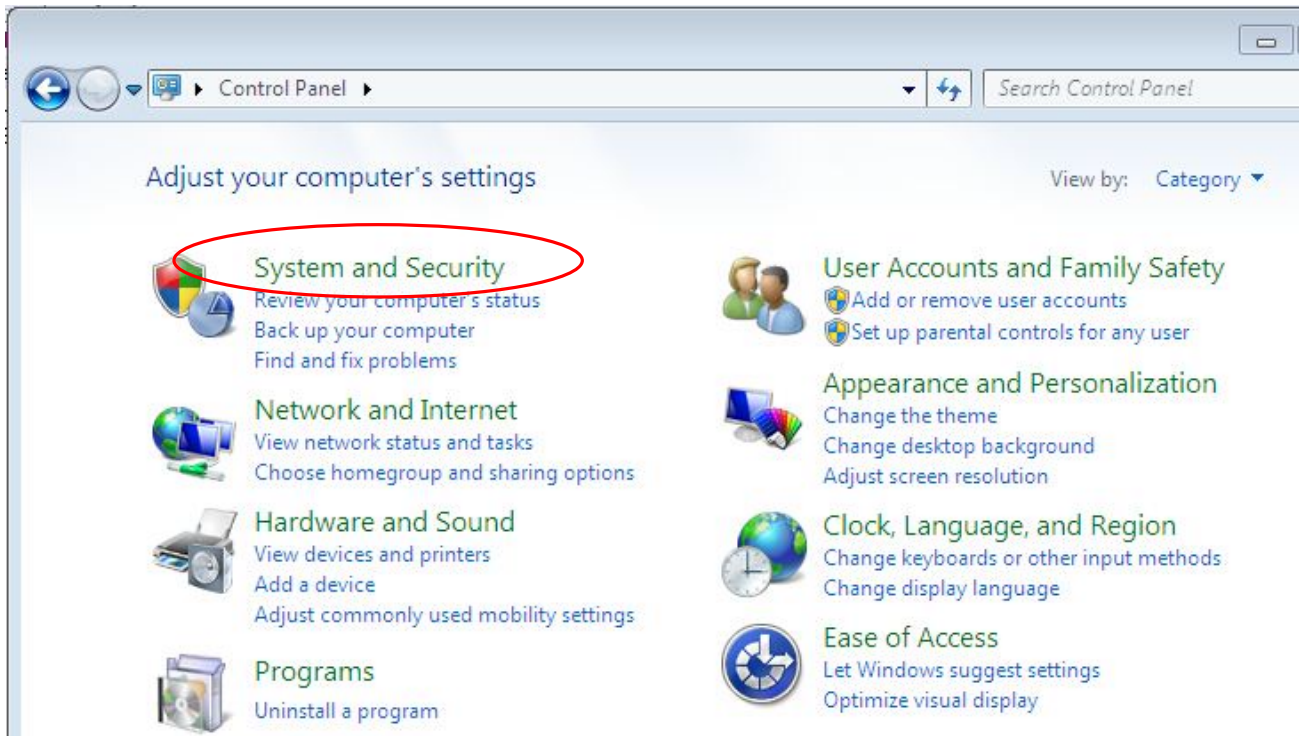 Control Panel
Search Control Panel
Adjust your computer's settings
View by: Category
System and Security
Review your computer's status
Back up your computer
Find and fix problems
Network and Internet
View network status and tasks
Choose homegroup and sharing options
Hardware and Sound
View devices and printers
Add a device
Adjust commonly used mobility settings
Programs
Uninstall a program
User Accounts and Family Safety
Add or remove user accounts
Set up parental controls for any user
Appearance and Personalization
Change the theme
Change desktop background
Adjust screen resolution
Clock, Language, and Region
Change keyboards or other input methods
Change display language
Ease of Access
Let Windows suggest settings
Optimize visual display